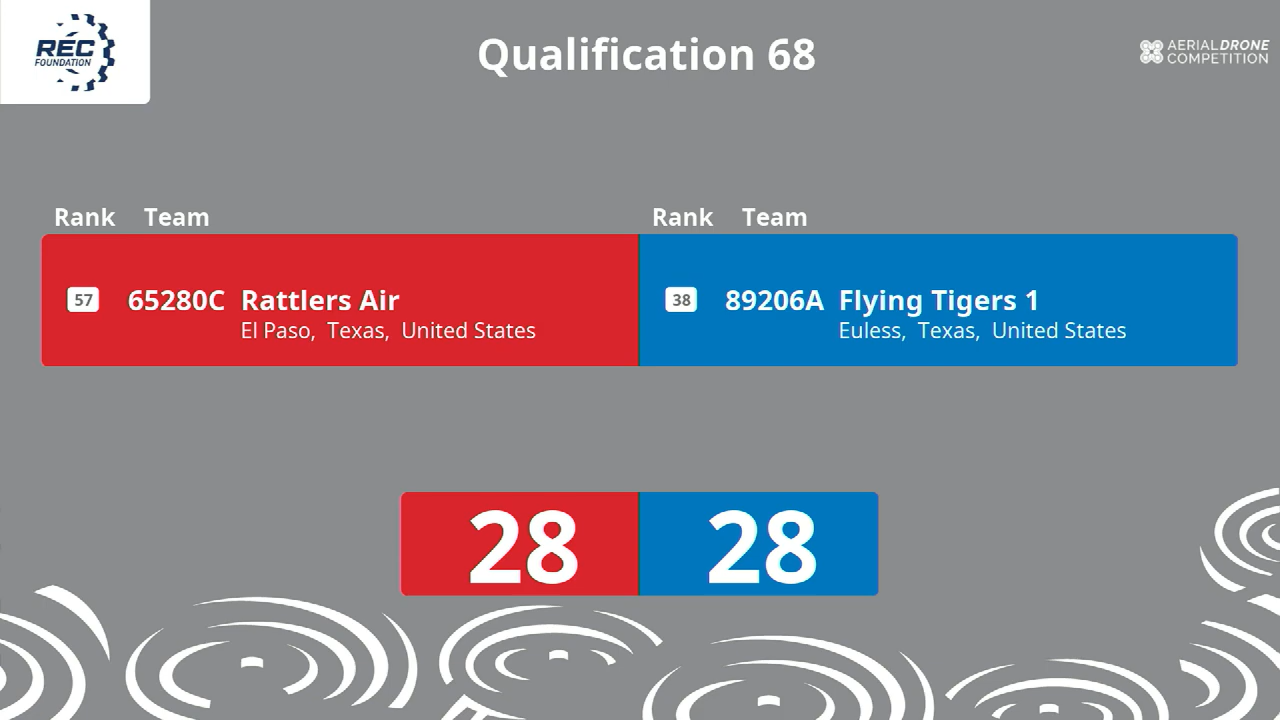 REC
FOUNDATION
Qualification 68
AERIALDRONE
COMPETITION
Rank Team
Rank Team
57 65280C Rattlers Air
El Paso, Texas, United States
38 89206A Flying Tigers 1
Euless, Texas, United States
28 28